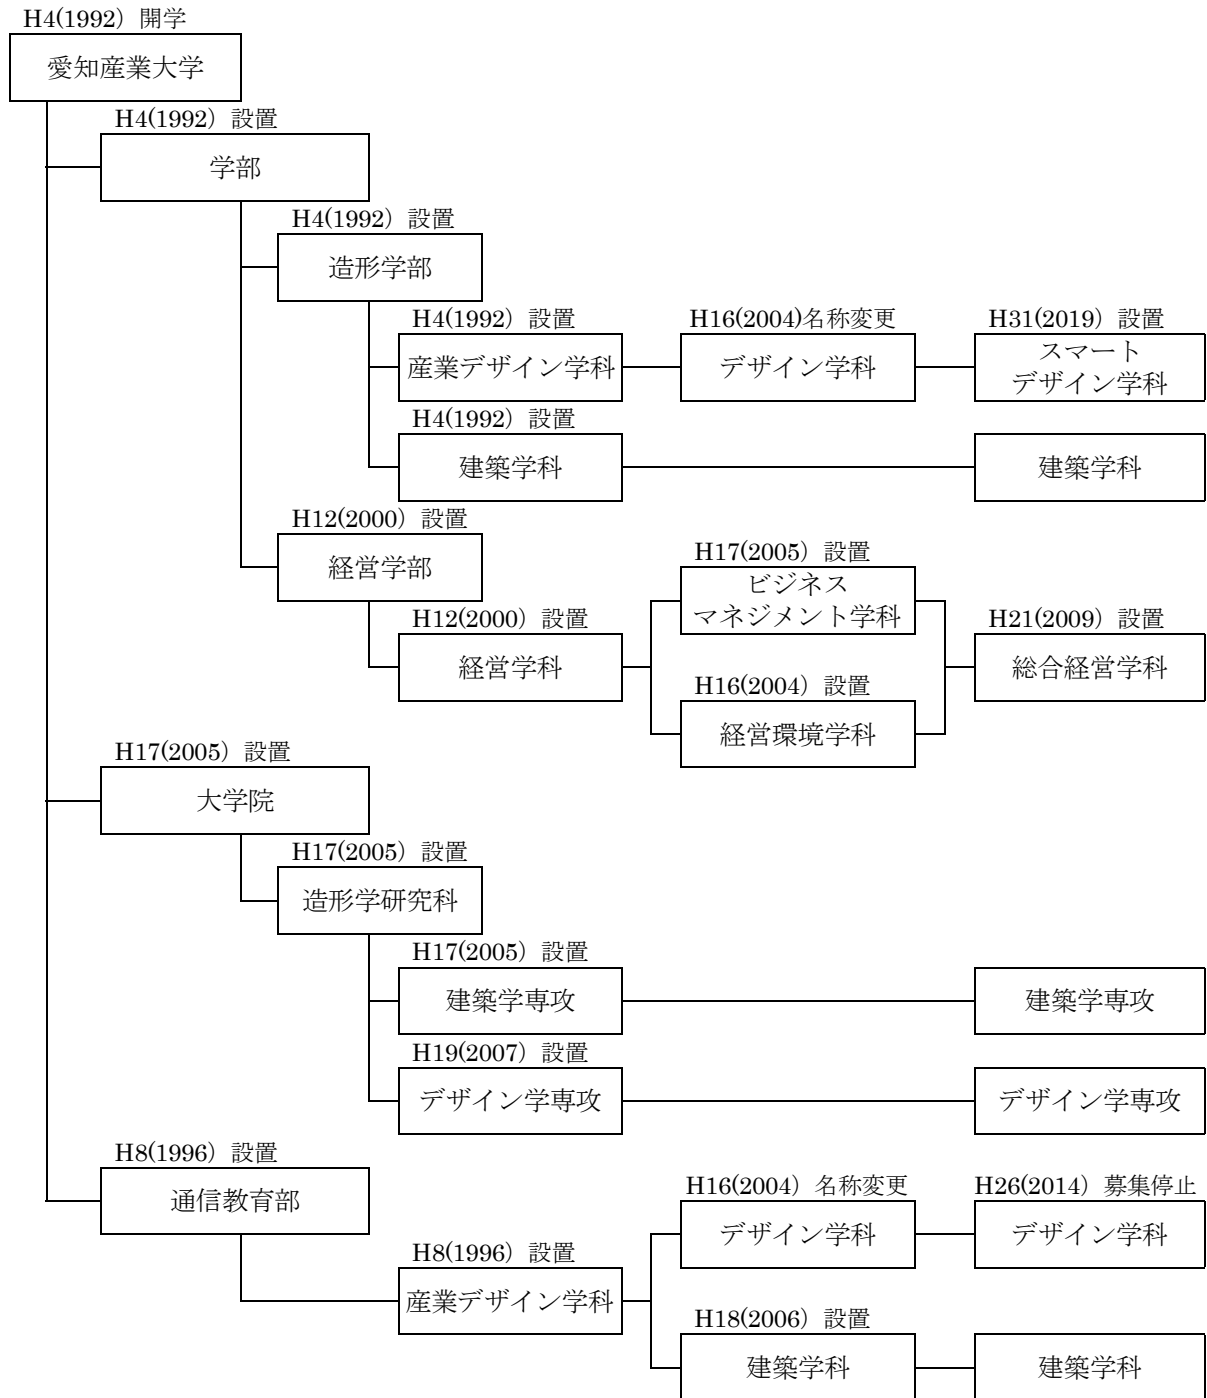 H4(1992）開学
愛知産業大学
H4(1992）設置
学部
H4(1992）設置
造形学部
H4(1992）設置
産業デザイン学科
H16(2004)名称変更
デザイン学科
H31(2019）設置
スマート
デザイン学科
H4(1992）設置
建築学科
建築学科
H12(2000）設置
経営学部
H12(2000）設置
経営学科
H17(2005）設置
ビジネス
マネジメント学科
H16(2004）設置
経営環境学科
H21(2009）設置
総合経営学科
H17(2005）設置
大学院
H17(2005）設置
造形学研究科
H17(2005）設置
建築学専攻
建築学専攻
H19(2007）設置
デザイン学専攻
デザイン学専攻
H8(1996）設置
通信教育部
H8(1996）設置
産業デザイン学科
H16(2004）名称変更
デザイン学科
H26(2014）募集停止
デザイン学科
H18(2006）設置
建築学科
建築学科